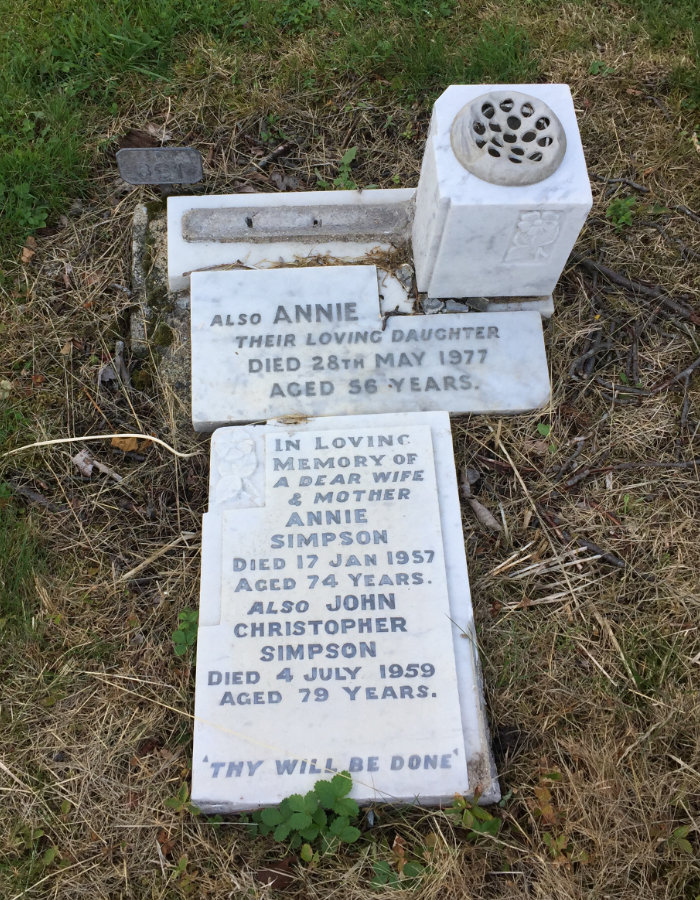 ALSO ANNIE
THEIR LOVING DAUGHTER
DIED 28TH MAY 1977
AGED 56 YEARS.
IN LOVING
MEMORY OF
A DEAR WIFE
& MOTHER
ANNIE
SIMPSON
DIED 17 JAN 1957
AGED 74 YEARS.
ALSO JOHN
CHRISTOPHER
SIMPSON
DIED 4 JULY 1959
AGED 79 YEARS.
'THY WILL BE DONE'